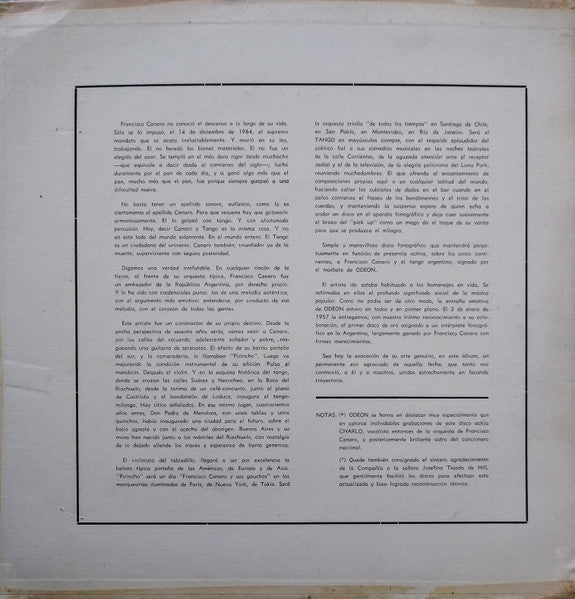 Francisco Canaro no conoció el descanso a lo largo de su vida.
Sólo se lo impuso, el 14 de diciembre de 1964, el supremo
mandato que se acata ineluctablemente. Y murió en su ley,
trabajando. El no heredó los bienes materiales. El no fue un
elegido del azar. Se templó en el más duro rigor desde muchacho
—que equivale a decir desde el comienzo del siglo—; luchó
duramente por el pan de cada día, y si ganó algo más que el
pan, mucho más que el pan, fue porque siempre guapeó a una
dificultad nueva.
No basta tener un apellido sonoro, eufónico, como lo es
ciertamente el apellido Canaro. Para que resuene hay que golpearlo
armoniosamente. El lo golpeó con tango. Y con afortunada
percusión. Hoy, decir Canaro y Tango es la misma cosa. Y no
en este lado del mundo solamente. En el mundo entero. El Tango
es un ciudadano del universo. Canaro también; triunfador ya de la
muerte; superviviente con segura posteridad.
Digamos una verdad irrefutable. En cualquier rincón de la
tierra, al frente de su orquesta típica, Francisco Canaro fue
un embajador de la República Argentina, por derecho propio.
Y lo ha sido con credenciales puras: las de una melodía auténtica;
con el argumento más emotivo: entenderse, por conducto de esa
melodía, con el corazón de todas las gentes.
Este artista fue un constructor de su propio destino. Desde la
ancha perspectiva de sesenta años atrás, vemos venir a Canaro,
por las calles del recuerdo, adolescente soñador y pobre, ras-
gueando una guitarra de serenatas. El afecto de su barrio porteño
del sur, y la camaradería, lo llamaban "Pirincho". Luego va
mejorando la condición instrumental de su afición. Pulsa el
mandolín. Después el violín. Y en la esquina histórica del tango,
donde se cruzan las calles Suárez y Necochea, en la Boca del
Riachuelo, desde la tarima de un café-concierto, junto al piano
de Castriota y el bandoneón de Loduca, inaugura el tango-
milonga. Hay sitios señalados. En ese mismo lugar, cuatrocientos
años antes, Don Pedro de Mendoza, con unas tablas y unos
quinchos, había inaugurado una ciudad para el futuro, sobre el
limo agreste y con el acecho del aborigen. Buenos Aires y su
musa han nacido junto a los mástiles del Riachuelo, con nostalgia
de lo dejado allende los mares y esperanza de tierra generosa.
El violinista del tabladillo, llegará a ser por excelencia la
batuta típica porteña de las Américas, de Europa y de Asia.
"Pirincho" será un día "Francisco Canaro y sus gauchos" en las
marquesinas iluminadas de París, de Nueva York, de Tokio. Será
la orquesta criolla "de todos los tiempos" en Santiago de Chile,
en San Pablo, en Montevideo, en Río de Janeiro. Será el
TANGO en mayúsculas siempre, con el respaldo aplaudidor del
público fiel a sus comedias musicales en las noches teatrales
de la calle Corrientes, de la aguzada atención ante el receptor
radial y el de la televisión, de la alegría policroma del Luna Park,
reuniendo muchedumbres. El que ofrenda el encantamiento de
composiciones propias aquí o en cualquier latitud del mundo,
haciendo callar los cubiletes de dados en el bar cuando en el
palco comienza el fraseo de los bandoneones y el trino de las
cuerdas, y manteniendo la suspensa espera de quien echa a
andar un disco en el aparato fonográfico y deja caer suavemente
el brazo del "pick up" como un mago da el toque de su varita
para que se produzca el milagro.
Simple y maravilloso disco fonográfico que mantendrá perpe-
tuamente en función de presencia activa, sobre los cinco conti-
nentes, a Francisco Canaro y el tango argentino, signado por
el marbete de ODEON.
El artista ido estaba habituado a los homenajes en vida. Se
refirmaba en ellos el profundo significado social de la música
popular. Como no podía ser de otro modo, la entraña emotiva
de ODEON estuvo en todos y en primer plano. El 3 de enero de
1957 le entregamos, con nuestro íntimo reconocimiento a su cola-
boración, el primer disco de oro asignado a un intérprete fonográ-
fico en la Argentina; largamente ganado por Francisco Canaro con
firmes merecimientos.
Sea hoy la evocación de su arte genuino, en este álbum, un
permanente eco agrazado de aquella fecha, que tanto nos
conmovió, a él y a nosotros, unidos estrechamente en fecunda
trayectoria.
NOTAS: (*) ODEON se honra en destacar muy especialmente que
en catorce inolvidables grabaciones de este disco actúa
CHARLO, vocalista entonces de la orquesta de Francisco
Canaro, y posteriormente brillante astro del cancionero
nacional.
(*) Queda también consignado el sincero agradecimiento
de la Compañía a la señora Josefina Tejada de Hill,
que gentilmente facilitó los discos para efectuar esta
actualizada y bien lograda reconstrucción técnica.